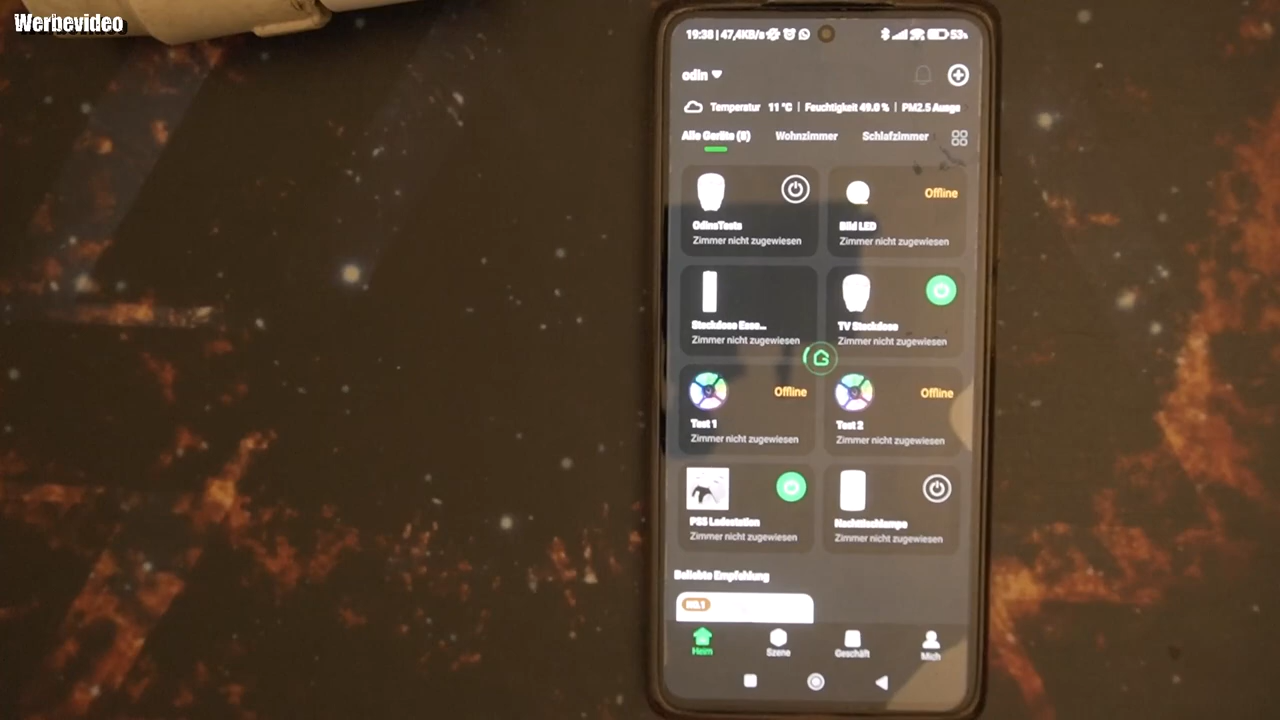 Werbevideo
19:38 | 47,4KB/s 53%
odin
Temperatur 11 °C | Feuchtigkeit 49.0 % | PM2.5 Ausge
Alle Geräte (8) Wohnzimmer Schlafzimmer
OdinsTests
Zimmer nicht zugewiesen
Offline
Bild LED
Zimmer nicht zugewiesen
Steckdose Esse...
Zimmer nicht zugewiesen
TV Steckdose
Zimmer nicht zugewiesen
Offline
Test 1
Zimmer nicht zugewiesen
Offline
Test 2
Zimmer nicht zugewiesen
PS5 Ladestation
Zimmer nicht zugewiesen
Nachttischlampe
Zimmer nicht zugewiesen
Beliebte Empfehlung
Heim Szene Geschäft Mich